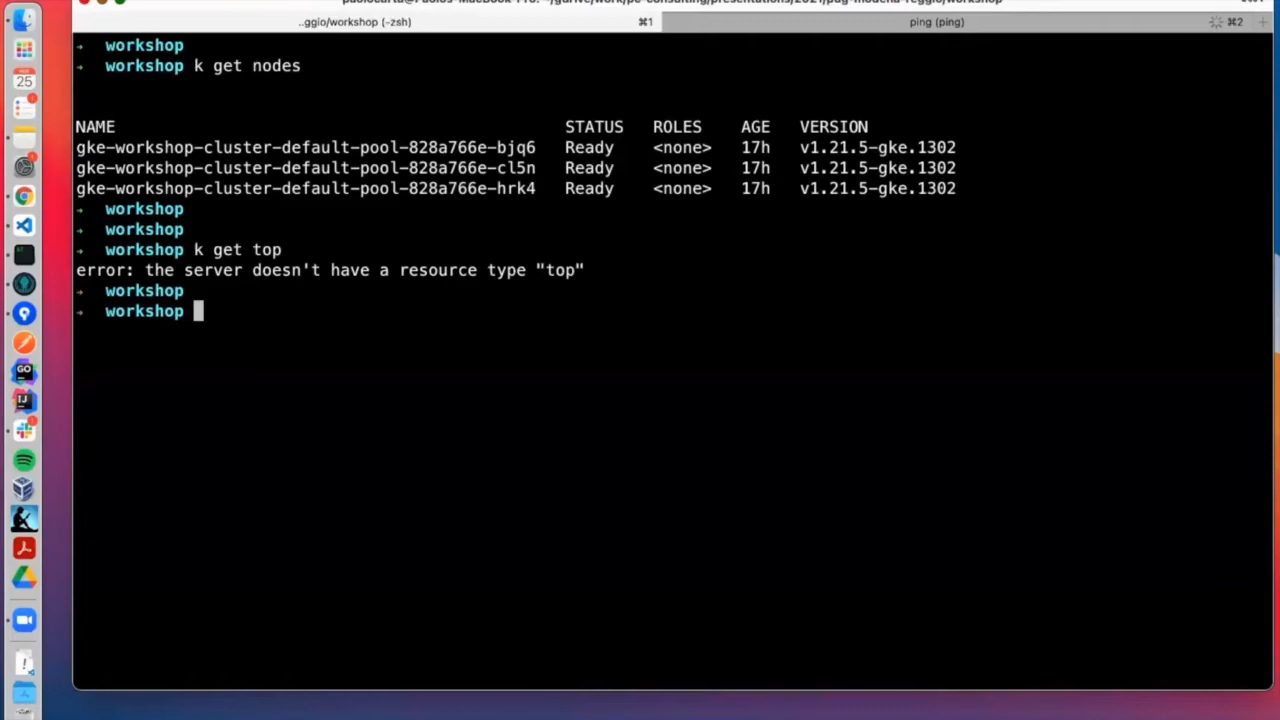 ..ggio/workshop (-zsh) ⌘1 ping (ping) ⌘2
→ workshop
→ workshop k get nodes
NAME STATUS ROLES AGE VERSION
gke-workshop-cluster-default-pool-828a766e-bjq6 Ready <none> 17h v1.21.5-gke.1302
gke-workshop-cluster-default-pool-828a766e-cl5n Ready <none> 17h v1.21.5-gke.1302
gke-workshop-cluster-default-pool-828a766e-hrk4 Ready <none> 17h v1.21.5-gke.1302
→ workshop
→ workshop
→ workshop k get top
error: the server doesn't have a resource type "top"
→ workshop
→ workshop
25
GO
IJ